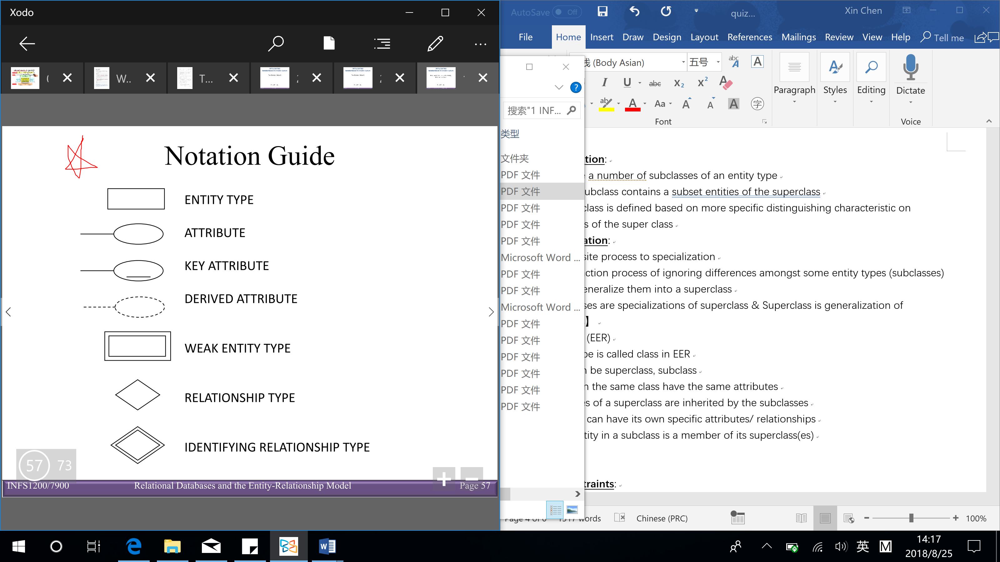 Xodo
W..
T...
Notation Guide
ENTITY TYPE
ATTRIBUTE
KEY ATTRIBUTE
DERIVED ATTRIBUTE
WEAK ENTITY TYPE
RELATIONSHIP TYPE
IDENTIFYING RELATIONSHIP TYPE
57 73
INFS1200/7900 Relational Databases and the Entity-Relationship Model Page 57
搜索"1 INF...
类型
文件夹
PDF 文件
PDF 文件
PDF 文件
PDF 文件
PDF 文件
Microsoft Word ...
PDF 文件
PDF 文件
Microsoft Word ...
PDF 文件
PDF 文件
PDF 文件
PDF 文件
PDF 文件
PDF 文件
AutoSave Off quiz... Xin Chen
File Home Insert Draw Design Layout References Mailings Review View Help Tell me
(Body Asian) 五号
Paragraph Styles Editing Dictate
Font Voice
tion:
a number of subclasses of an entity type
ubclass contains a subset entities of the superclass
class is defined based on more specific distinguishing characteristic on
s of the super class
ation:
site process to specialization
ction process of ignoring differences amongst some entity types (subclasses)
eneralize them into a superclass
ses are specializations of superclass & Superclass is generalization of
】
(EER)
pe is called class in EER
n be superclass, subclass
n the same class have the same attributes
es of a superclass are inherited by the subclasses
can have its own specific attributes/ relationships
tity in a subclass is a member of its superclass(es)
traints:
words Chinese (PRC) 100%
英 M 14:17
2018/8/25